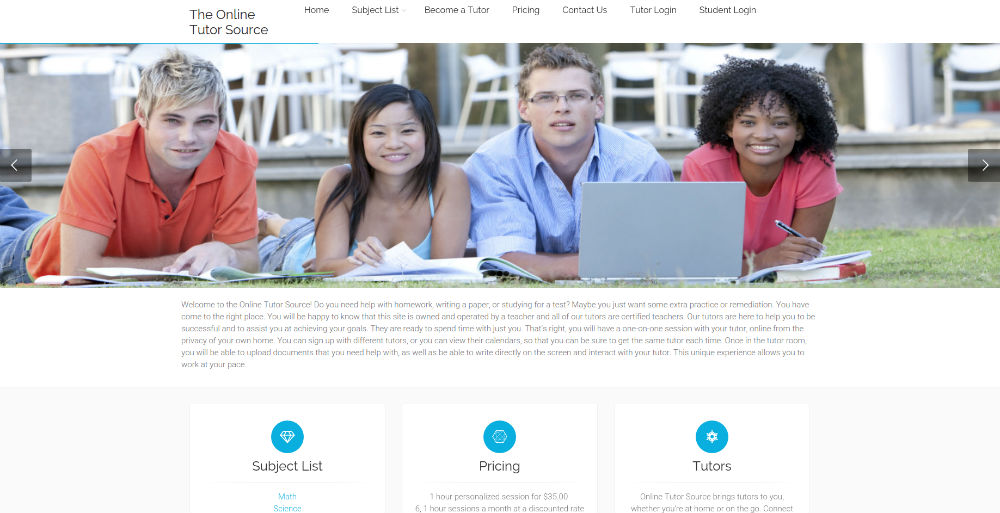 The Online
Tutor Source
Home
Subject List
Become a Tutor
Pricing
Contact Us
Tutor Login
Student Login
Welcome to the Online Tutor Source! Do you need help with homework, writing a paper, or studying for a test? Maybe you just want some extra practice or remediation. You have
come to the right place. You will be happy to know that this site is owned and operated by a teacher and all of our tutors are certified teachers. Our tutors are here to help you to be
successful and to assist you at achieving your goals. They are ready to spend time with just you. That's right, you will have a one-on-one session with your tutor, online from the
privacy of your own home. You can sign up with different tutors, or you can view their calendars, so that you can be sure to get the same tutor each time. Once in the tutor room,
you will be able to upload documents that you need help with, as well as be able to write directly on the screen and interact with your tutor. This unique experience allows you to
work at your pace.
Subject List
Math
Science
Pricing
1 hour personalized session for $35.00
6, 1 hour sessions a month at a discounted rate
Tutors
Online Tutor Source brings tutors to you,
whether you're at home or on the go. Connect